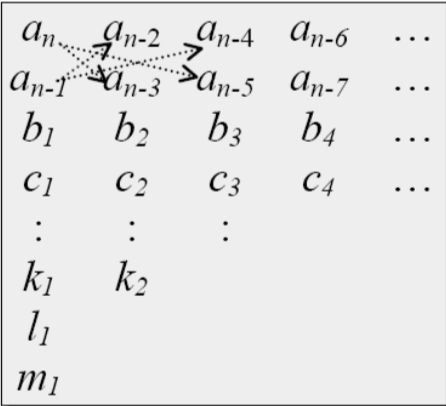 aₙ aₙ₋₂ aₙ₋₄ aₙ₋₆ ...
aₙ₋₁ aₙ₋₃ aₙ₋₅ aₙ₋₇ ...
b₁ b₂ b₃ b₄ ...
c₁ c₂ c₃ c₄ ...
: : :
k₁ k₂
l₁
m₁